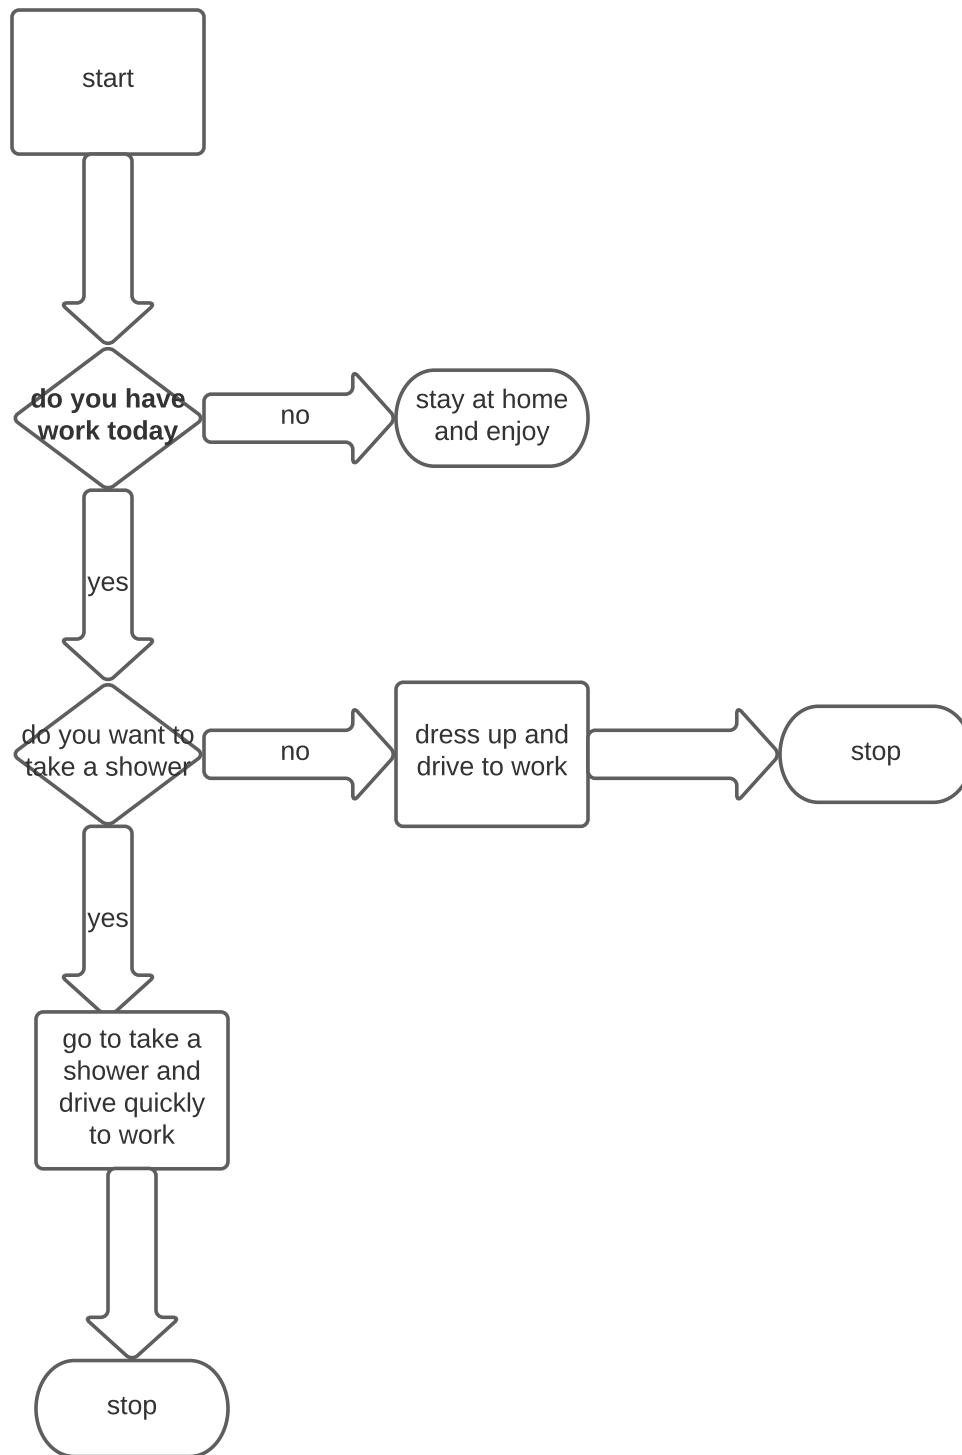 start
do you have
work today
no
stay at home
and enjoy
yes
do you want to
take a shower
no
dress up and
drive to work
stop
yes
go to take a
shower and
drive quickly
to work
stop